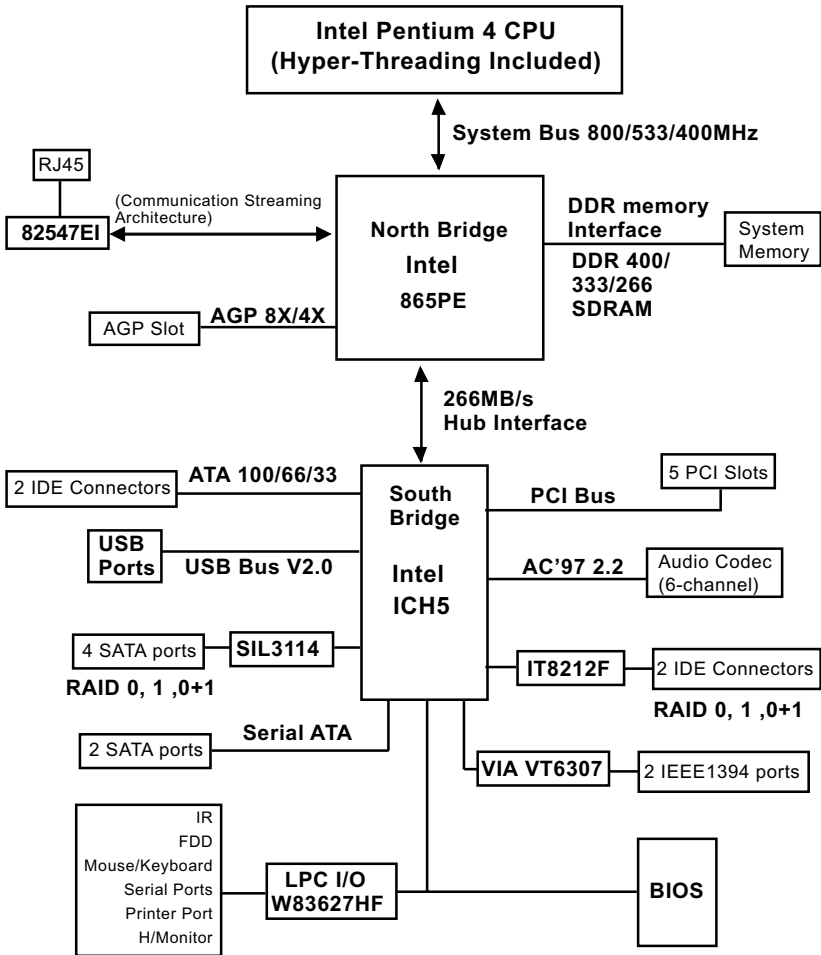 Intel Pentium 4 CPU
(Hyper-Threading Included)
System Bus 800/533/400MHz
RJ45
(Communication Streaming
Architecture)
82547EI
North Bridge
Intel
865PE
DDR memory
Interface
DDR 400/
333/266
SDRAM
System
Memory
AGP Slot
AGP 8X/4X
266MB/s
Hub Interface
2 IDE Connectors
ATA 100/66/33
South
Bridge
Intel
ICH5
PCI Bus
5 PCI Slots
USB
Ports
USB Bus V2.0
AC'97 2.2
Audio Codec
(6-channel)
4 SATA ports
SIL3114
RAID 0, 1 ,0+1
IT8212F
2 IDE Connectors
RAID 0, 1 ,0+1
2 SATA ports
Serial ATA
VIA VT6307
2 IEEE1394 ports
IR
FDD
Mouse/Keyboard
Serial Ports
Printer Port
H/Monitor
LPC I/O
W83627HF
BIOS